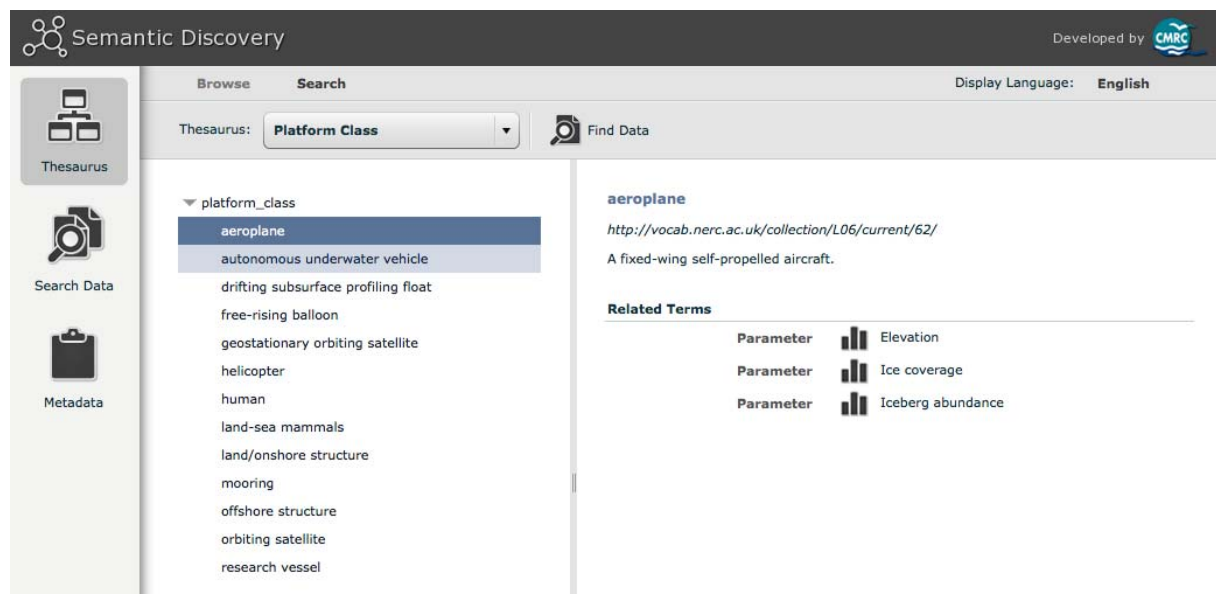 Semantic Discovery
Developed by CMRC
Thesaurus
Search Data
Metadata
Browse Search Display Language: English
Thesaurus: Platform Class Find Data
platform_class
aeroplane
autonomous underwater vehicle
drifting subsurface profiling float
free-rising balloon
geostationary orbiting satellite
helicopter
human
land-sea mammals
land/onshore structure
mooring
offshore structure
orbiting satellite
research vessel
aeroplane
http://vocab.nerc.ac.uk/collection/L06/current/62/
A fixed-wing self-propelled aircraft.
Related Terms
Parameter Elevation
Parameter Ice coverage
Parameter Iceberg abundance